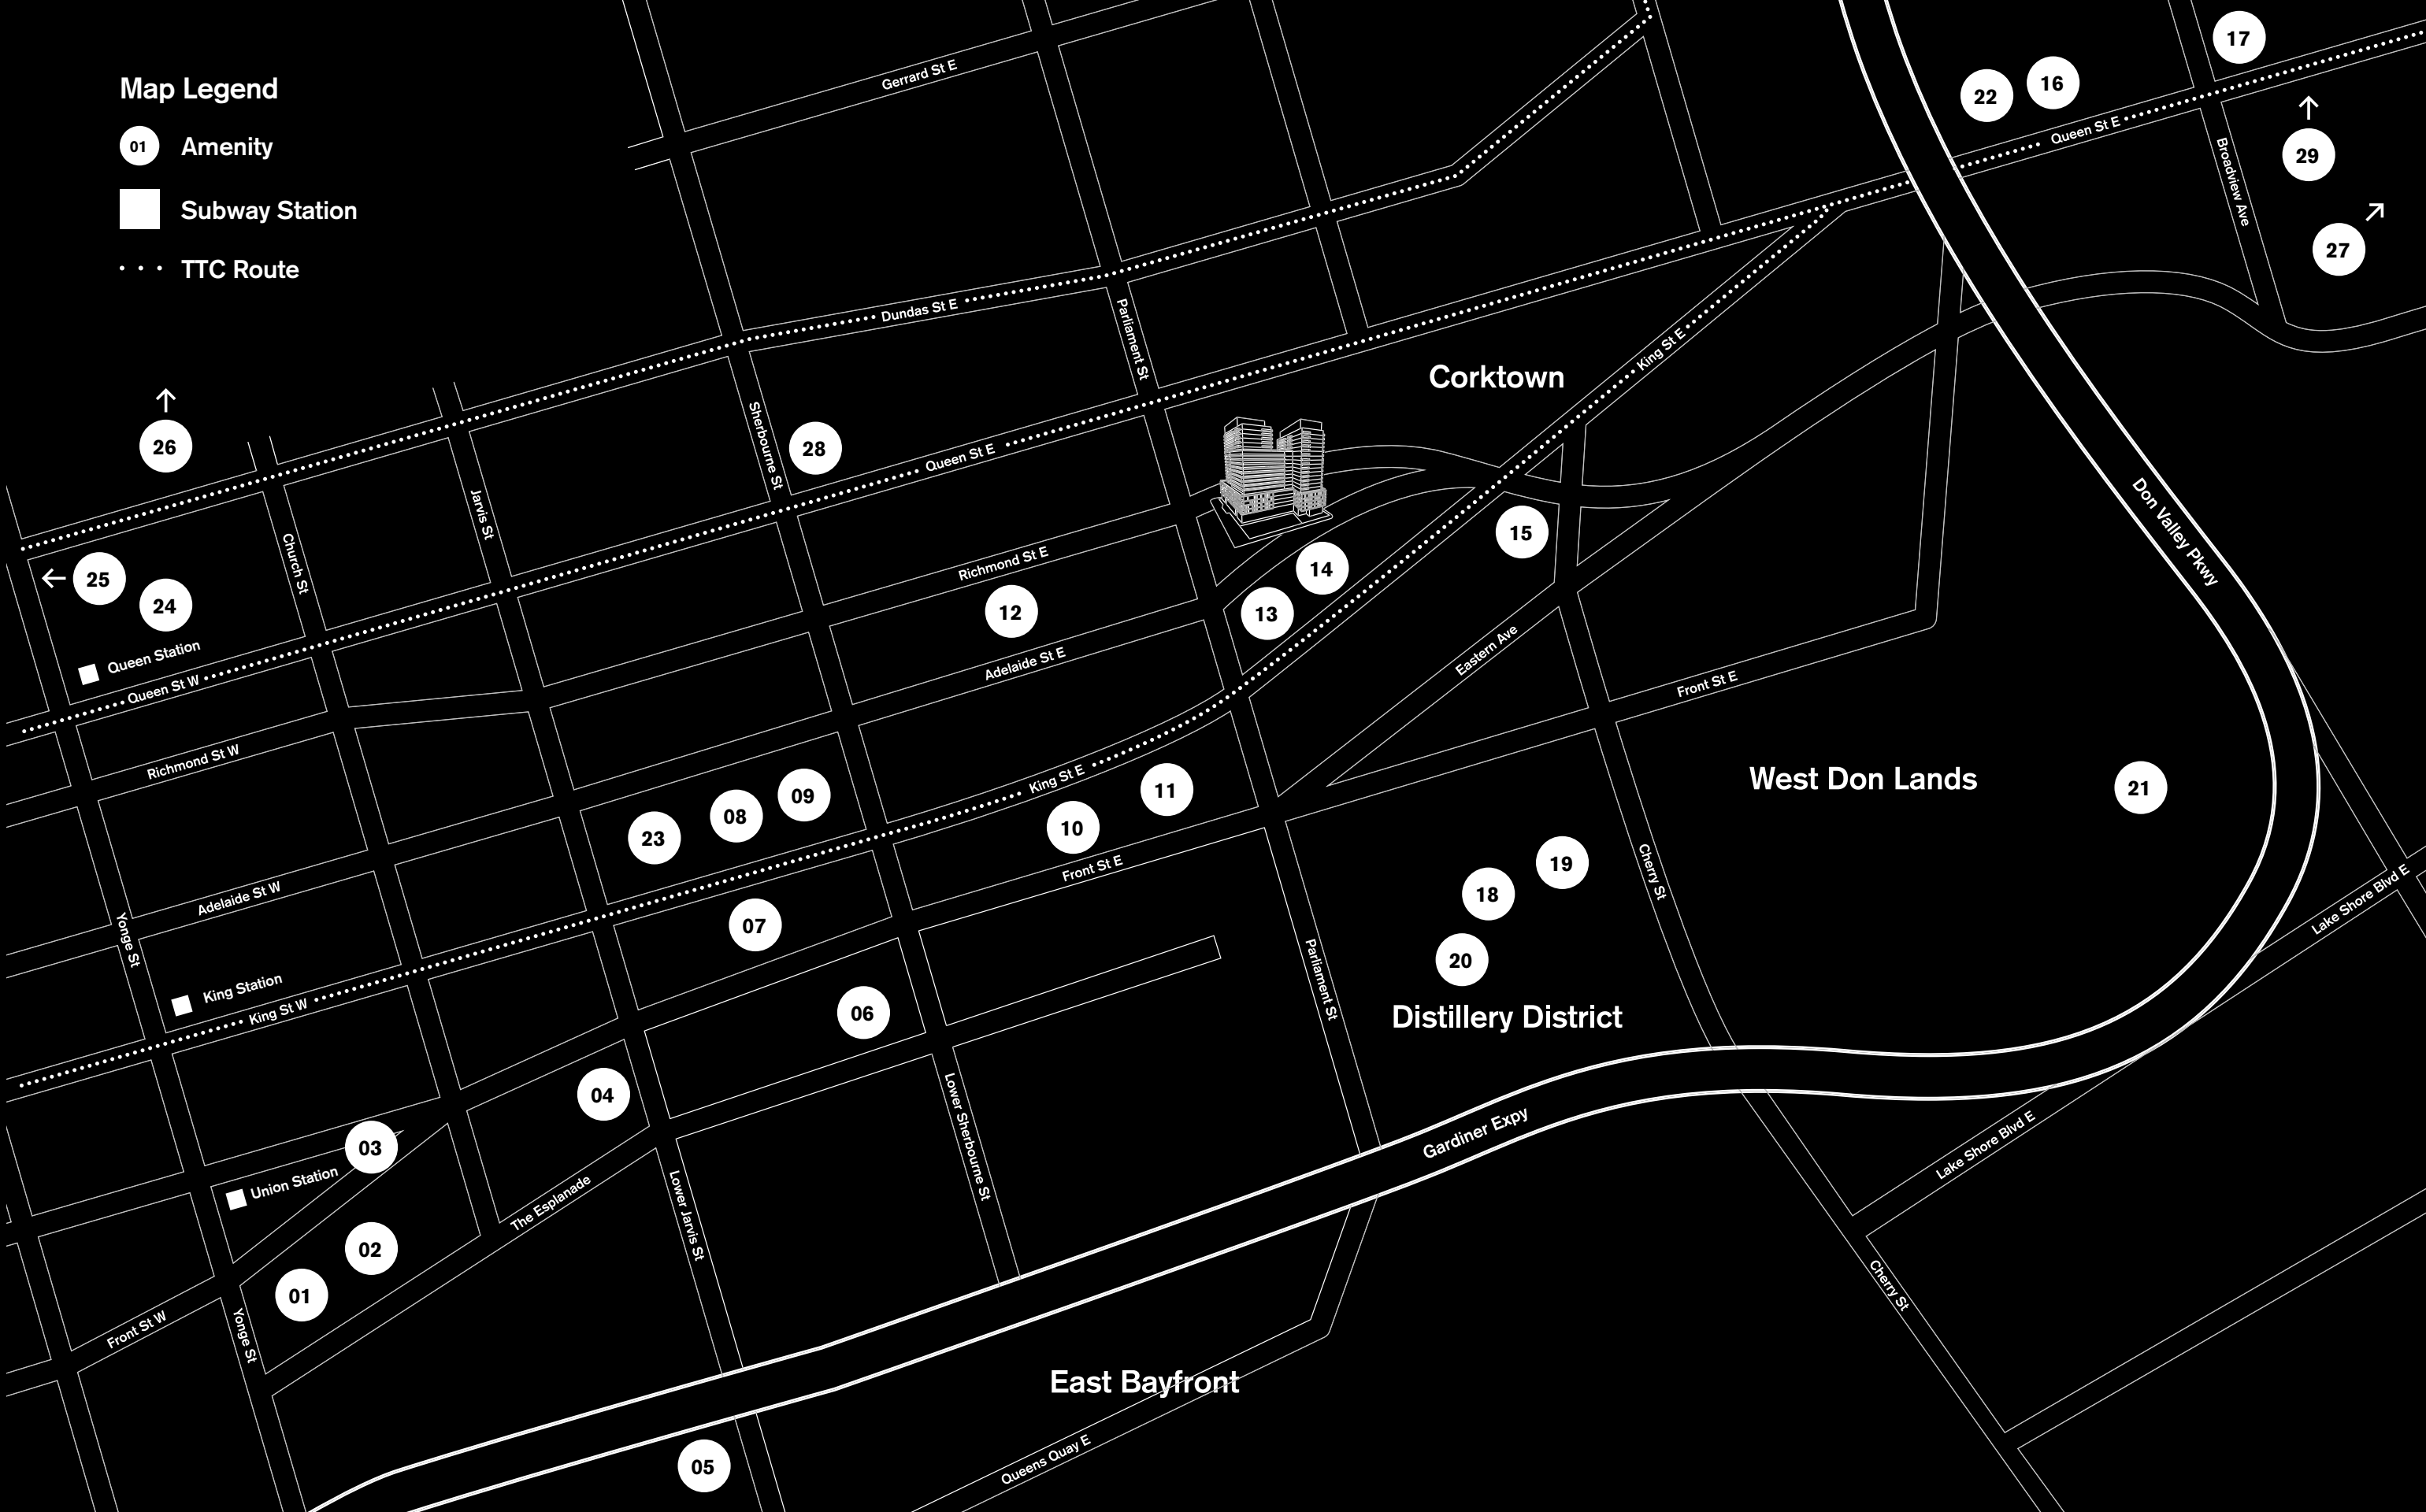 Map Legend
01 Amenity
Subway Station
TTC Route
Gerrard St E
17
22
16
Queen St E
29
Broadview Ave
27
Dundas St E
Parliament St
King St E
Corktown
26
Sherbourne St
28
Queen St E
Jarvis St
Church St
Don Valley Pkwy
15
25
24
Richmond St E
14
12
13
Queen Station
Queen St W
Adelaide St E
Eastern Ave
Front St E
Richmond St W
King St E
11
West Don Lands
21
23
08
09
10
Front St E
19
Cherry St
18
Adelaide St W
Yonge St
07
Lake Shore Blvd E
20
Parliament St
King Station
King St W
06
Distillery District
04
Lower Sherbourne St
Gardiner Expy
03
Union Station
Lake Shore Blvd E
The Esplanade
Lower Jarvis St
02
01
Cherry St
Front St W
Yonge St
East Bayfront
05
Queens Quay E